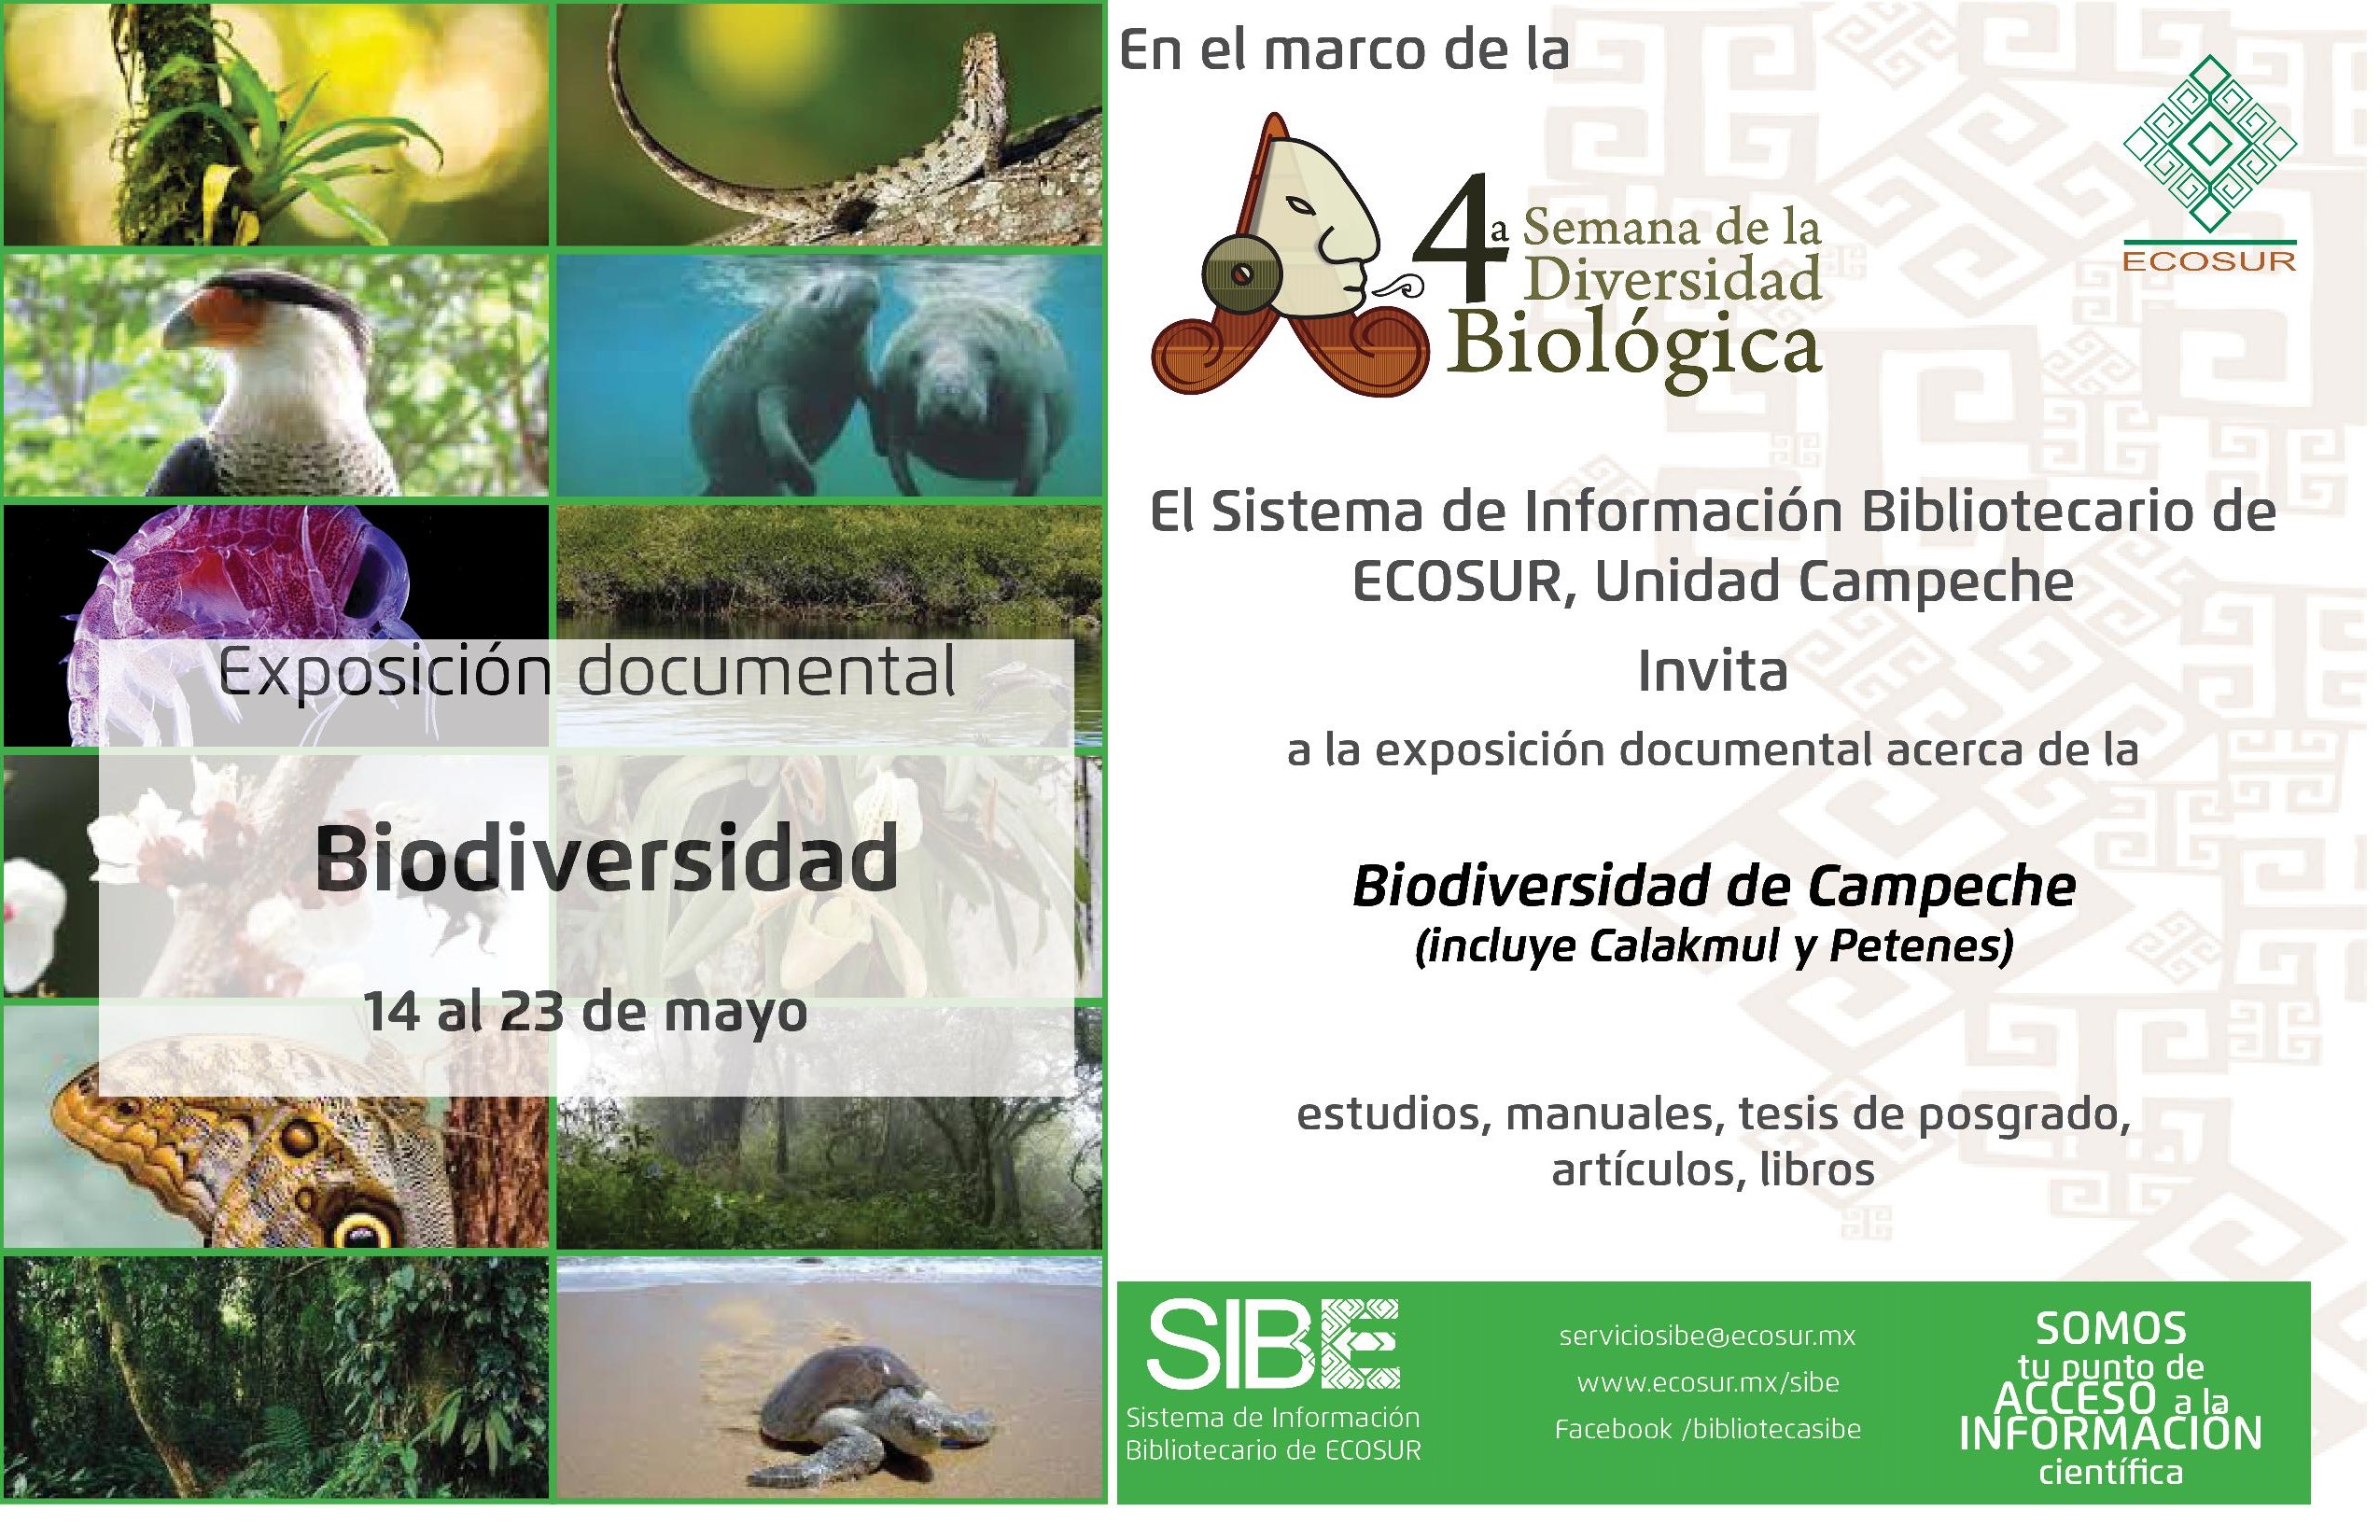 Exposición documental
Biodiversidad
14 al 23 de mayo
En el marco de la
4a Semana de la
Diversidad
Biológica
ECOSUR
El Sistema de Información Bibliotecario de
ECOSUR, Unidad Campeche
Invita
a la exposición documental acerca de la
Biodiversidad de Campeche
(incluye Calakmul y Petenes)
estudios, manuales, tesis de posgrado,
artículos, libros
SIBE
Sistema de Información
Bibliotecario de ECOSUR
serviciosibe@ecosur.mx
www.ecosur.mx/sibe
Facebook /bibliotecasibe
SOMOS
tu punto de
ACCESO a la
INFORMACIÓN
científica